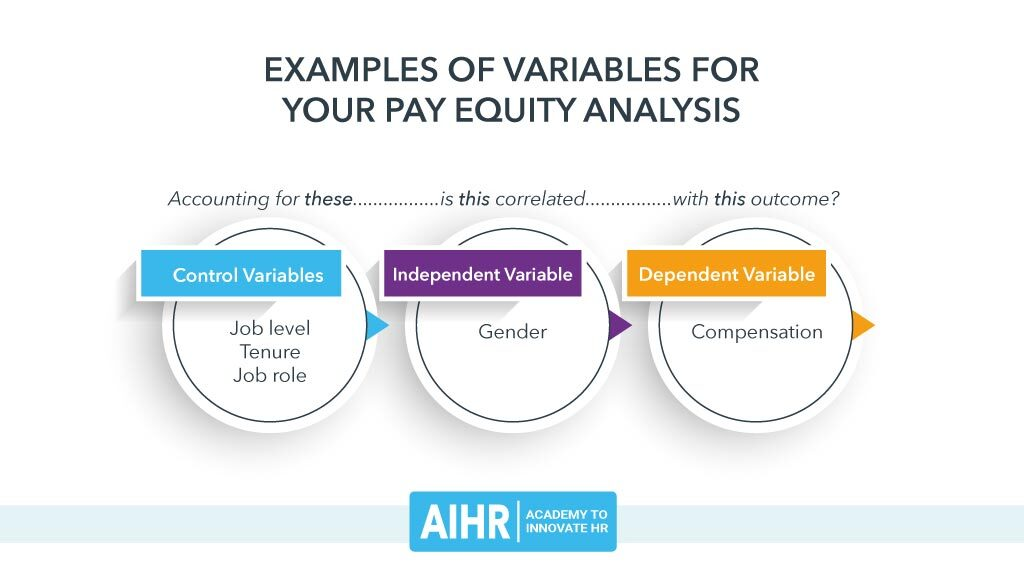 EXAMPLES OF VARIABLES FOR
YOUR PAY EQUITY ANALYSIS
Accounting for these.................is this correlated.................with this outcome?
Control Variables
Job level
Tenure
Job role
Independent Variable
Gender
Dependent Variable
Compensation
AIHR
ACADEMY TO
INNOVATE HR